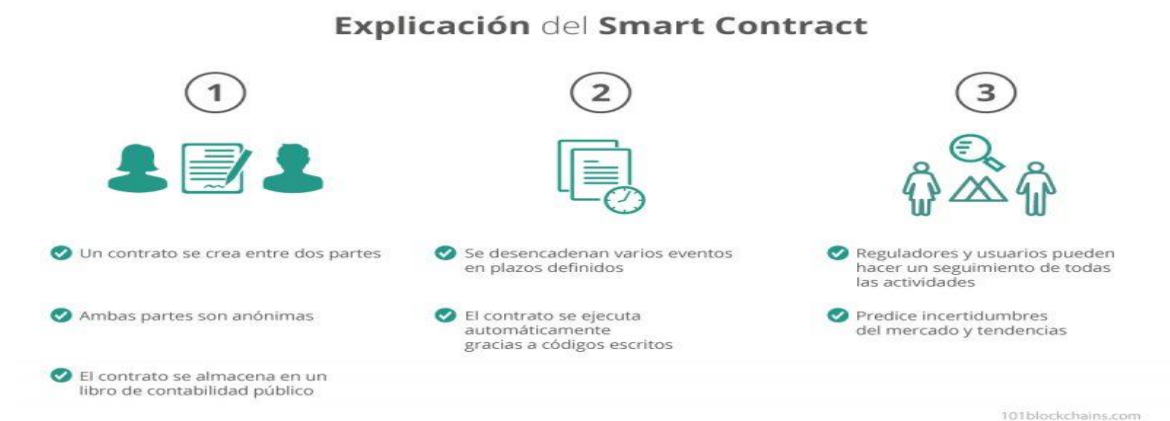 Explicación del Smart Contract
1
Un contrato se crea entre dos partes
Ambas partes son anónimas
El contrato se almacena en un
libro de contabilidad público
2
Se desencadenan varios eventos
en plazos definidos
El contrato se ejecuta
automáticamente
gracias a códigos escritos
3
Reguladores y usuarios pueden
hacer un seguimiento de todas
las actividades
Predice incertidumbres
del mercado y tendencias
101blockchains.com